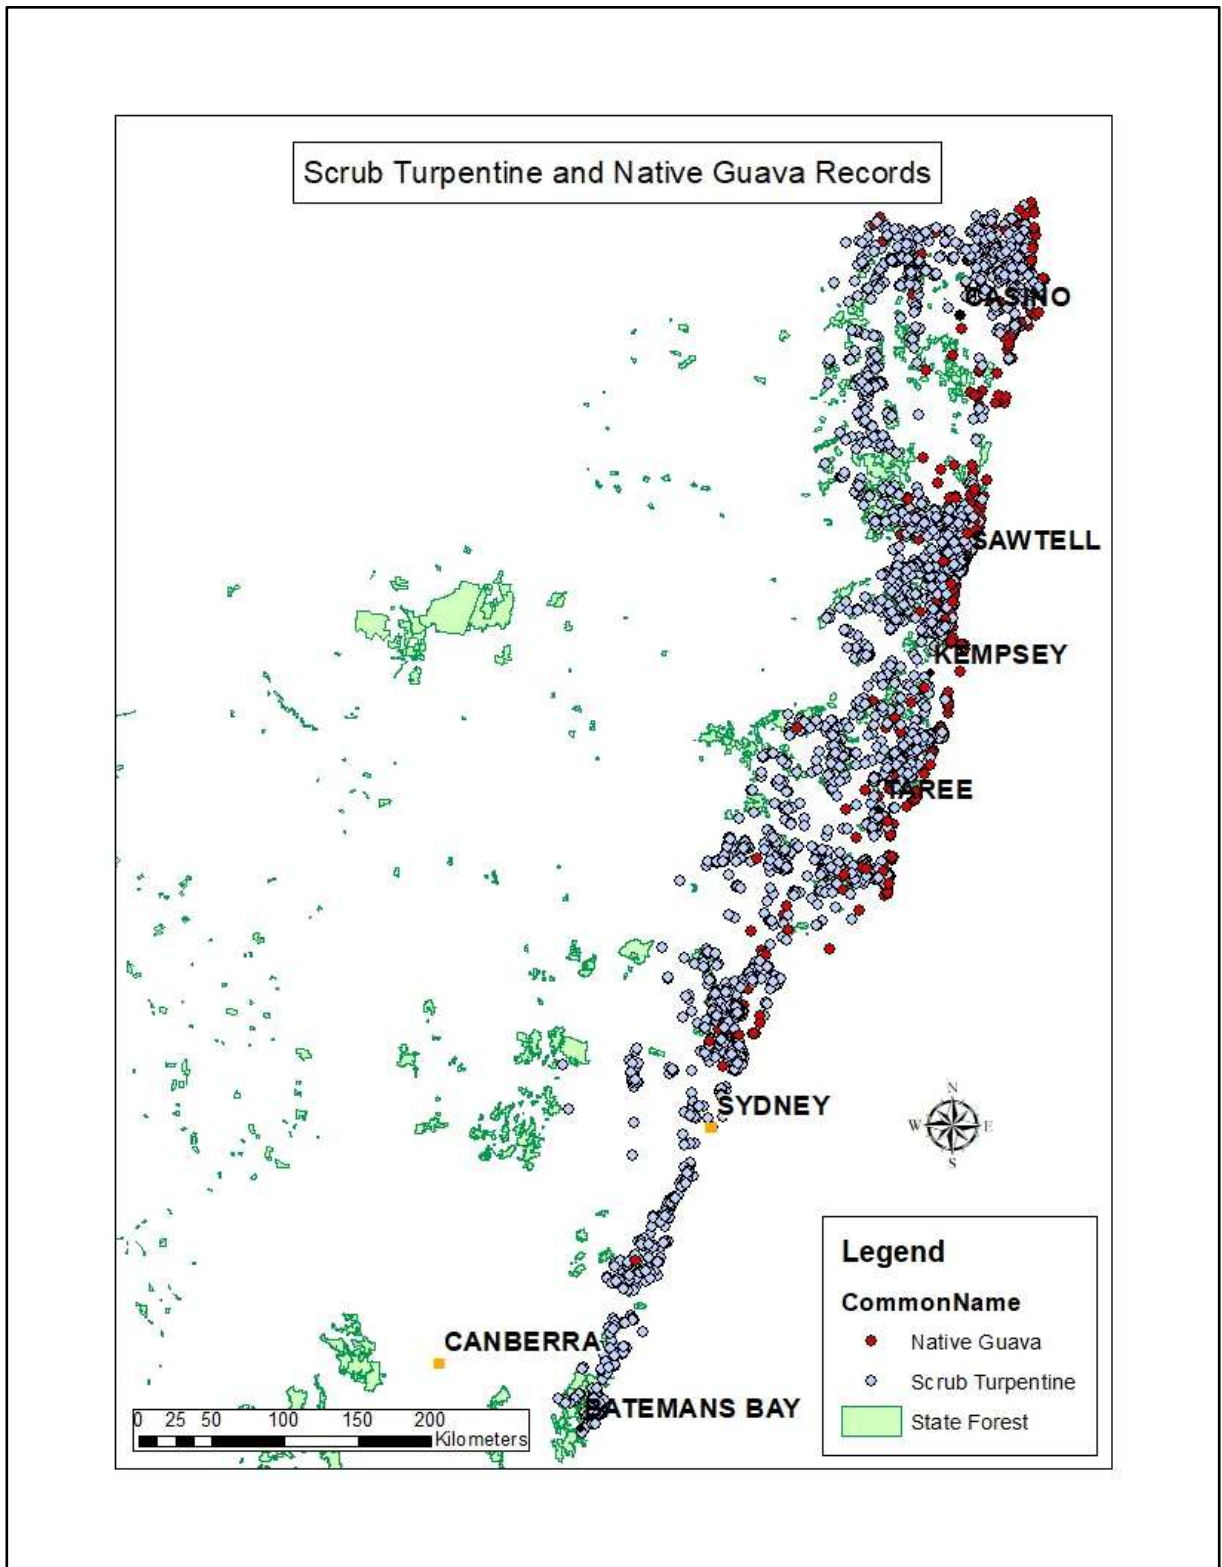 Scrub Turpentine and Native Guava Records
CASINO
SAWTELL
KEMPSEY
TAREE
SYDNEY
N
W E
S
CANBERRA
BATEMANS BAY
0 25 50 100 150 200
Kilometers
Legend
CommonName
Native Guava
Scrub Turpentine
State Forest